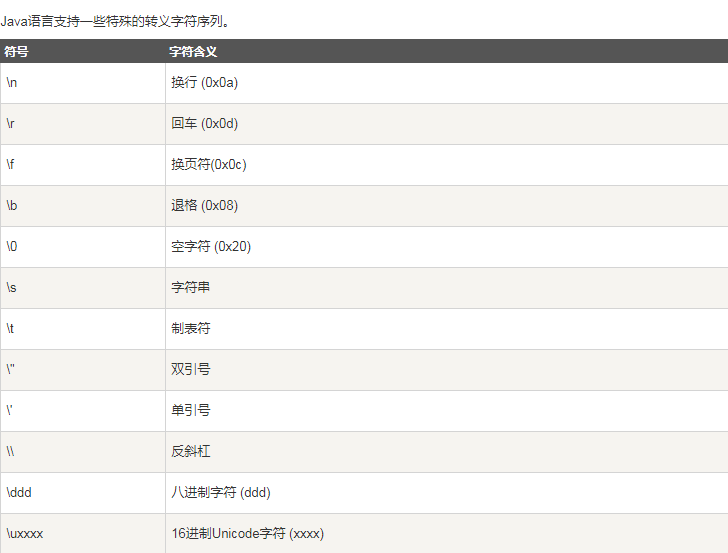 Java语言支持一些特殊的转义字符序列。
符号 字符含义
\n 换行 (0x0a)
\r 回车 (0x0d)
\f 换页符(0x0c)
\b 退格 (0x08)
\0 空字符 (0x20)
\s 字符串
\t 制表符
\" 双引号
\' 单引号
\\ 反斜杠
\ddd 八进制字符 (ddd)
\uxxxx 16进制Unicode字符 (xxxx)